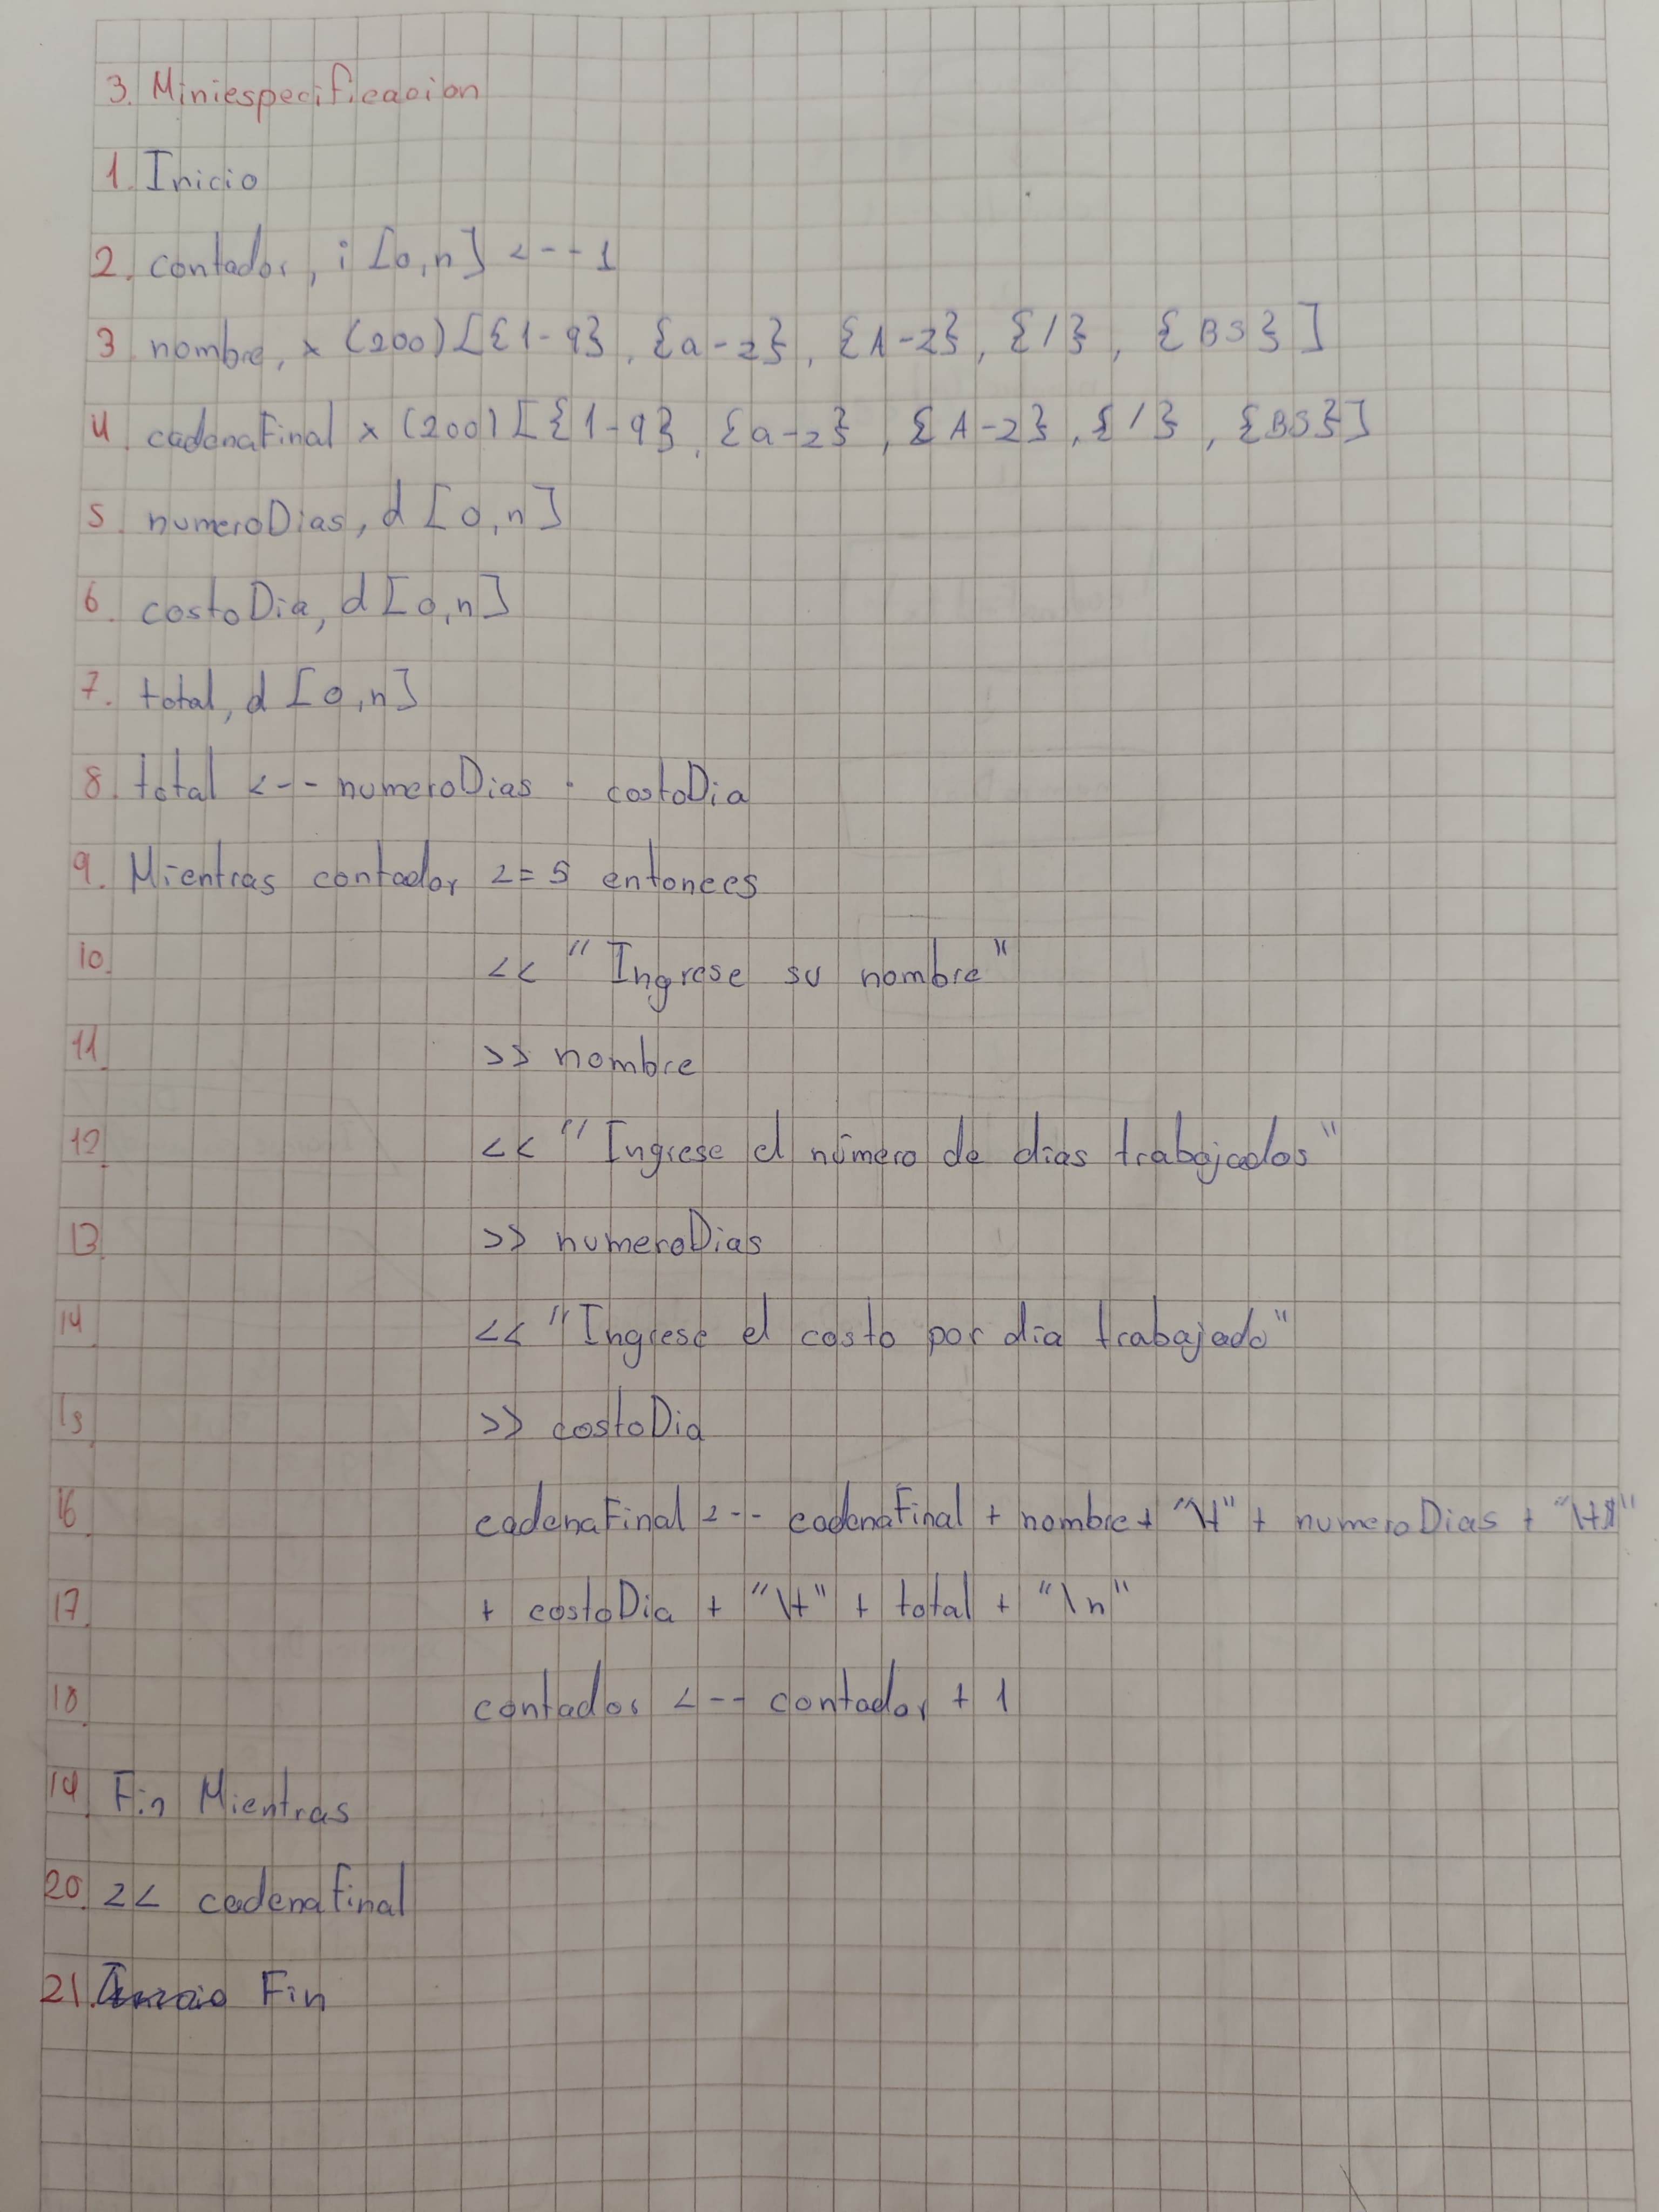 3. Miniespecificacion
1. Inicio
2. contador, i [0,n] <-- 1
3 nombre, x (200) [{1-9}, {a-z}, {A-z}, {/}, {BS}]
4. cadenaFinal x (200) [{1-9}, {a-z}, {A-z}, {/}, {BS}]
5. numeroDias, d [0,n]
6. costoDia, d [0,n]
7. total, d [0,n]
8. total <-- numeroDias · costoDia
9. Mientras contador <= 5 entonces
10. << "Ingrese su nombre"
11. >> nombre
12. << "Ingrese el número de dias trabajados"
13. >> numeroDias
14. << "Ingrese el costo por dia trabajado"
15. >> costoDia
16. cadenaFinal <-- cadenaFinal + nombre + "\t" + numeroDias + "\t$"
17. + costoDia + "\t" + total + "\n"
18. contador <-- contador + 1
19. Fin Mientras
20. << cadenafinal
21. Fin